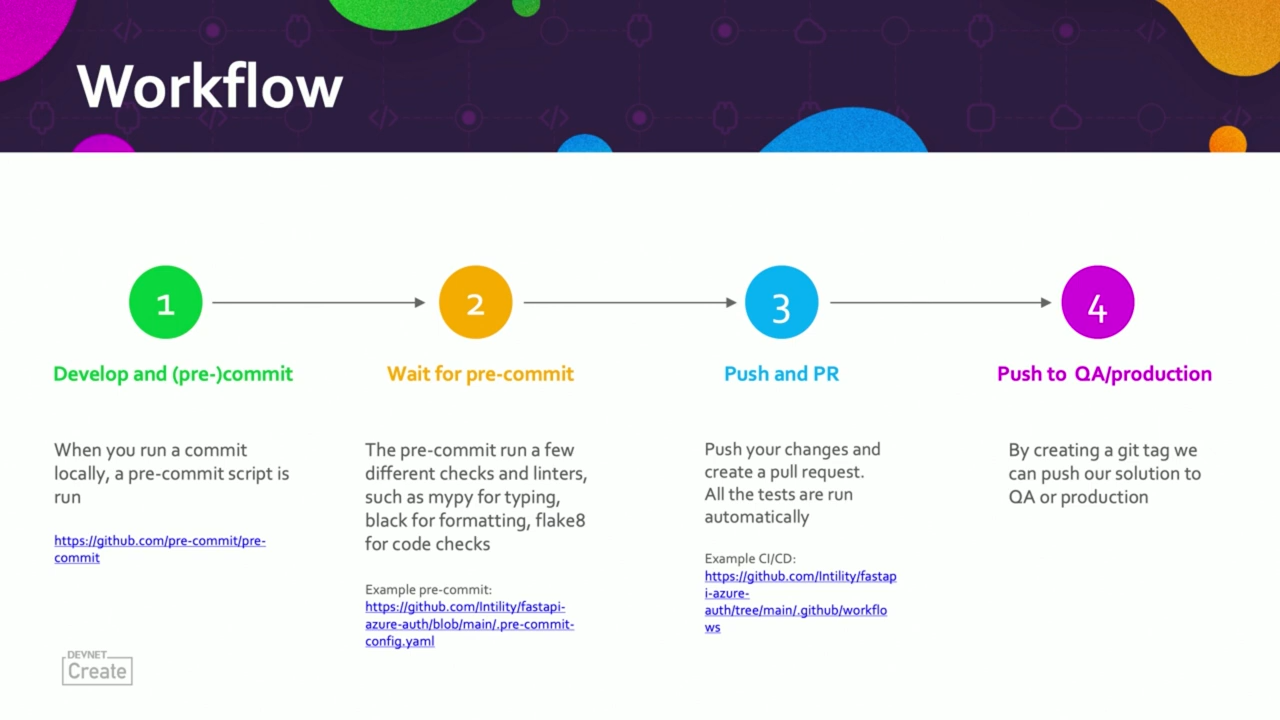 Workflow
1
2
3
4
Develop and (pre-)commit
When you run a commit
locally, a pre-commit script is
run
https://github.com/pre-commit/pre-
commit
Wait for pre-commit
The pre-commit run a few
different checks and linters,
such as mypy for typing,
black for formatting, flake8
for code checks
Example pre-commit:
https://github.com/Intility/fastapi-
azure-auth/blob/main/.pre-commit-
config.yaml
Push and PR
Push your changes and
create a pull request.
All the tests are run
automatically
Example CI/CD:
https://github.com/Intility/fastap
i-azure-
auth/tree/main/.github/workflo
ws
Push to QA/production
By creating a git tag we
can push our solution to
QA or production
DEVNET
Create